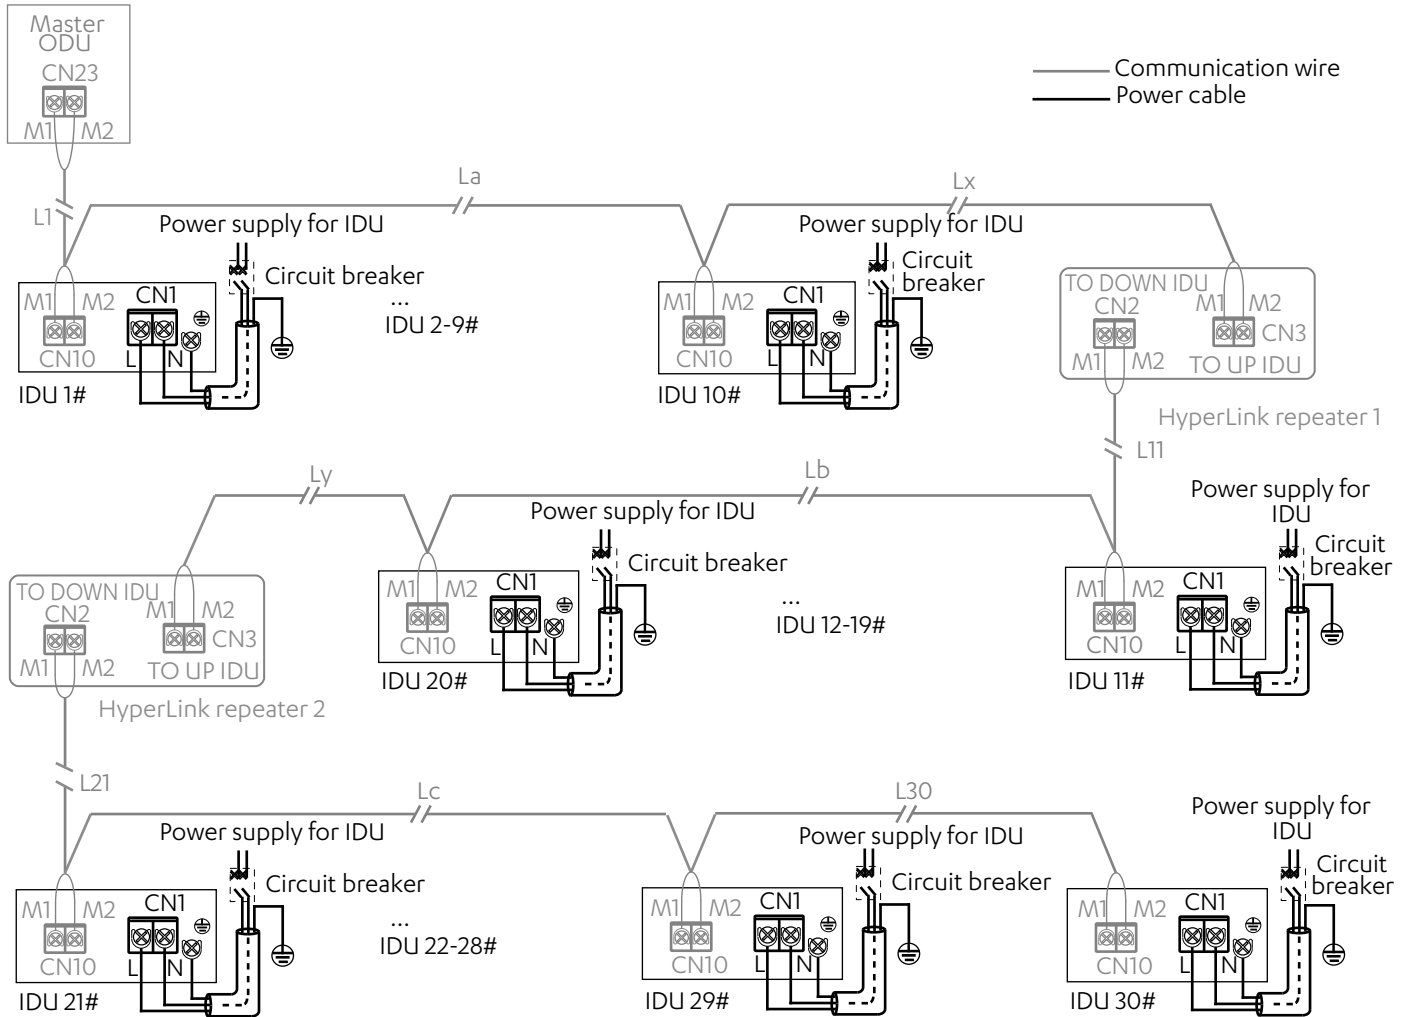 Master
ODU
CN23
M1 M2
Communication wire
Power cable
L1
La
Lx
Power supply for IDU
Circuit breaker
M1 M2
CN1
CN10
L N
IDU 1#
...
IDU 2-9#
Power supply for IDU
Circuit
breaker
M1 M2
CN1
CN10
L N
IDU 10#
TO DOWN IDU
CN2
M1 M2
M1 M2
CN3
TO UP IDU
HyperLink repeater 1
L11
Ly
Lb
TO DOWN IDU
CN2
M1 M2
M1 M2
CN3
TO UP IDU
HyperLink repeater 2
Power supply for IDU
Circuit breaker
M1 M2
CN1
CN10
L N
IDU 20#
...
IDU 12-19#
Power supply for
IDU
Circuit
breaker
M1 M2
CN1
CN10
L N
IDU 11#
L21
Lc
L30
Power supply for IDU
Circuit breaker
M1 M2
CN1
CN10
L N
IDU 21#
...
IDU 22-28#
Power supply for IDU
Circuit breaker
M1 M2
CN1
CN10
L N
IDU 29#
Power supply for
IDU
Circuit
breaker
M1 M2
CN1
CN10
L N
IDU 30#